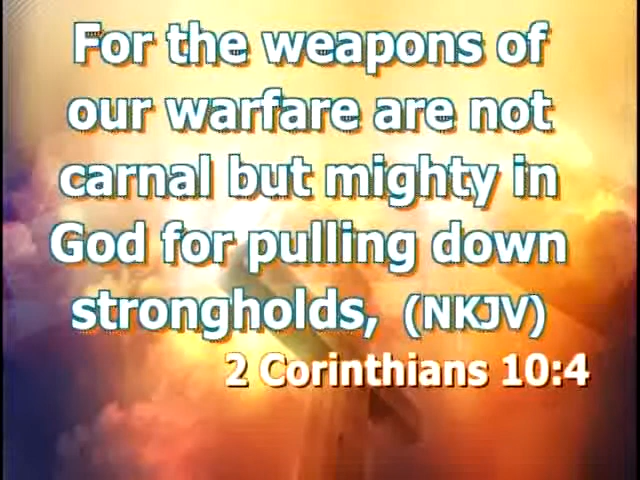 For the weapons of
our warfare are not
carnal but mighty in
God for pulling down
strongholds, (NKJV)
2 Corinthians 10:4